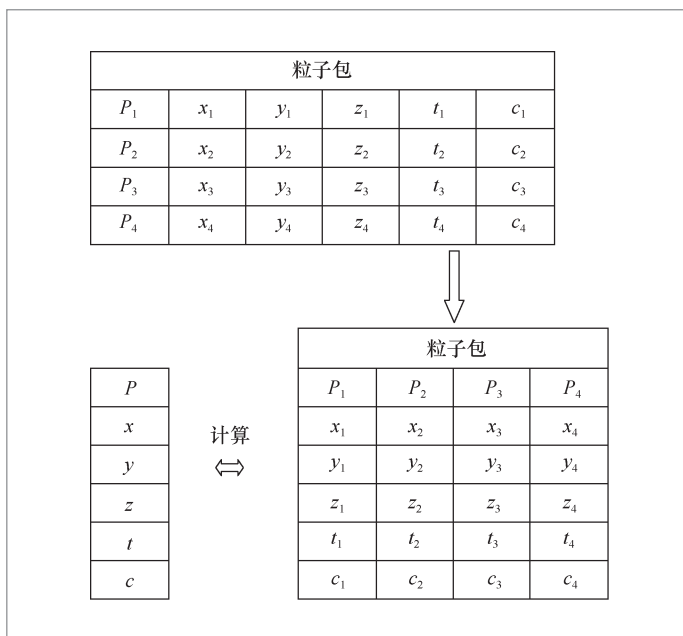 粒子包
P₁ x₁ y₁ z₁ t₁ c₁
P₂ x₂ y₂ z₂ t₂ c₂
P₃ x₃ y₃ z₃ t₃ c₃
P₄ x₄ y₄ z₄ t₄ c₄
P
x
y
z
t
c
计算
粒子包
P₁ P₂ P₃ P₄
x₁ x₂ x₃ x₄
y₁ y₂ y₃ y₄
z₁ z₂ z₃ z₄
t₁ t₂ t₃ t₄
c₁ c₂ c₃ c₄